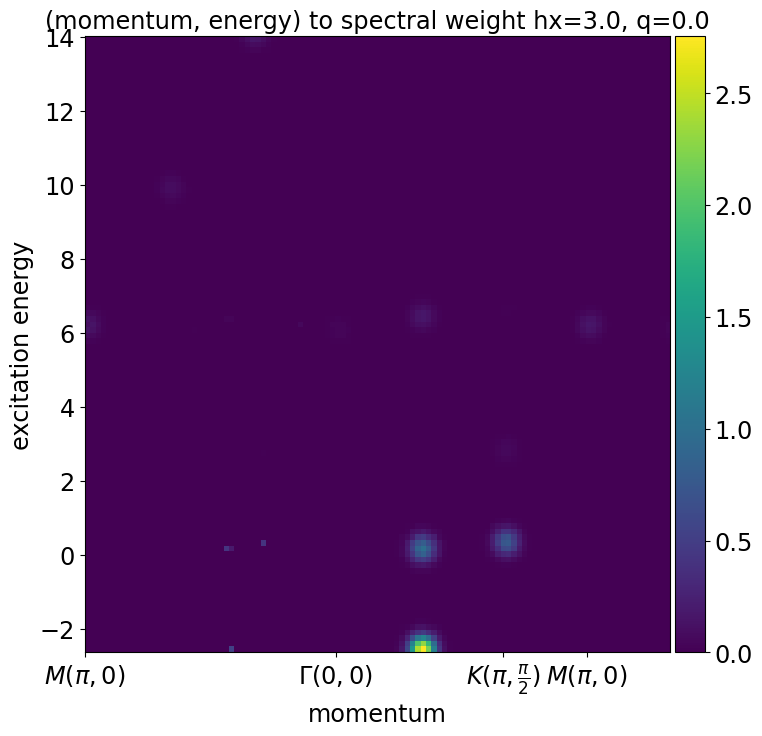 (momentum, energy) to spectral weight hx=3.0, q=0.0
14
12
10
8
6
4
2
0
−2
excitation energy
M(π, 0)
Γ(0, 0)
K(π, π/2)
M(π, 0)
momentum
2.5
2.0
1.5
1.0
0.5
0.0